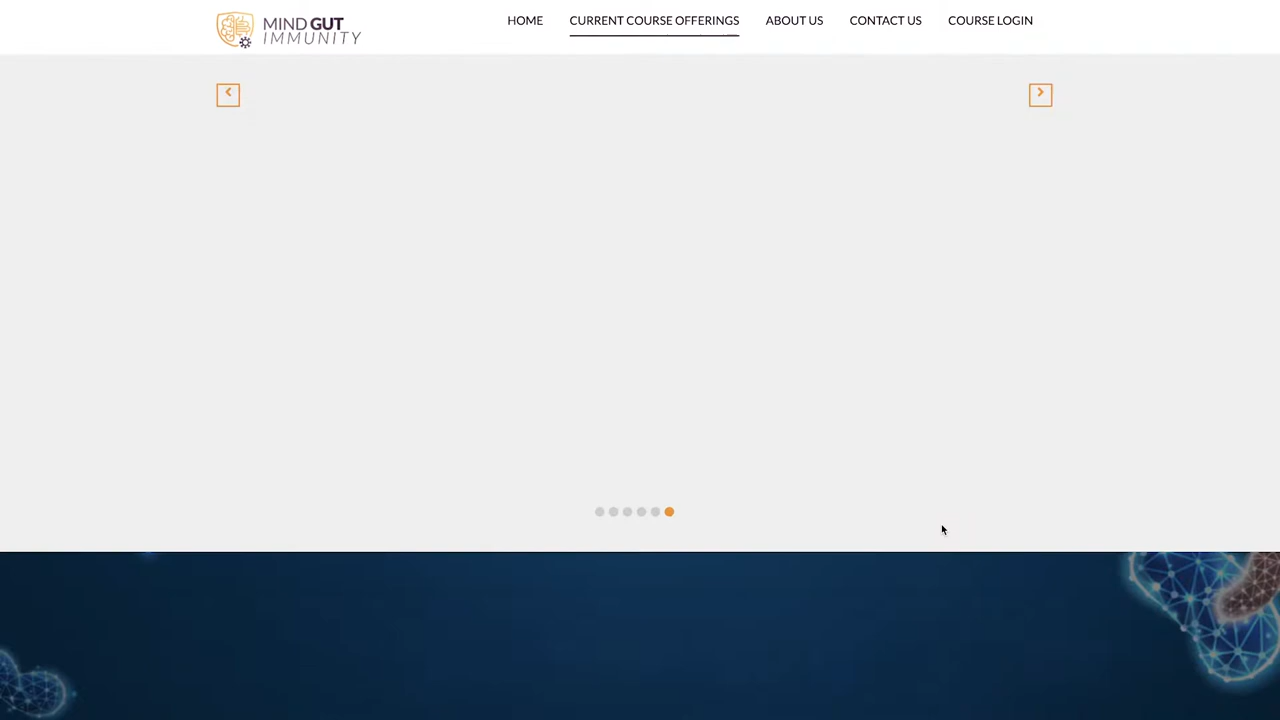 MIND GUT
IMMUNITY
HOME
CURRENT COURSE OFFERINGS
ABOUT US
CONTACT US
COURSE LOGIN